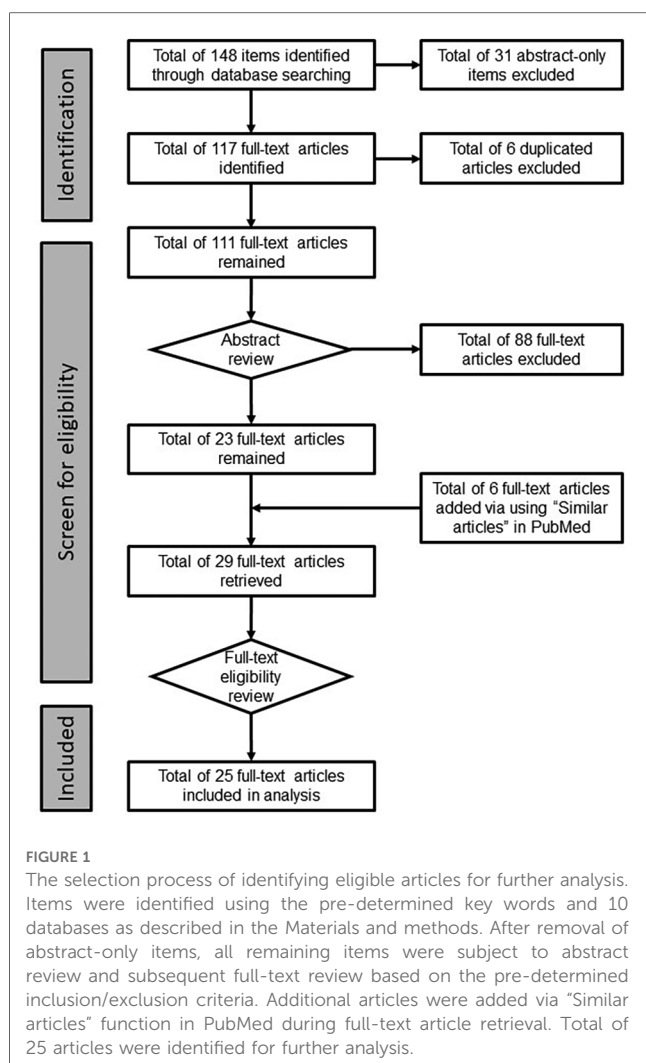 Identification
Total of 148 items identified
through database searching
Total of 31 abstract-only
items excluded
Total of 117 full-text articles
identified
Total of 6 duplicated
articles excluded
Screen for eligibility
Total of 111 full-text articles
remained
Abstract
review
Total of 88 full-text
articles excluded
Total of 23 full-text articles
remained
Total of 6 full-text articles
added via using “Similar
articles” in PubMed
Total of 29 full-text articles
retrieved
Full-text
eligibility
review
Included
Total of 25 full-text articles
included in analysis
FIGURE 1
The selection process of identifying eligible articles for further analysis.
Items were identified using the pre-determined key words and 10
databases as described in the Materials and methods. After removal of
abstract-only items, all remaining items were subject to abstract
review and subsequent full-text review based on the pre-determined
inclusion/exclusion criteria. Additional articles were added via “Similar
articles” function in PubMed during full-text article retrieval. Total of
25 articles were identified for further analysis.